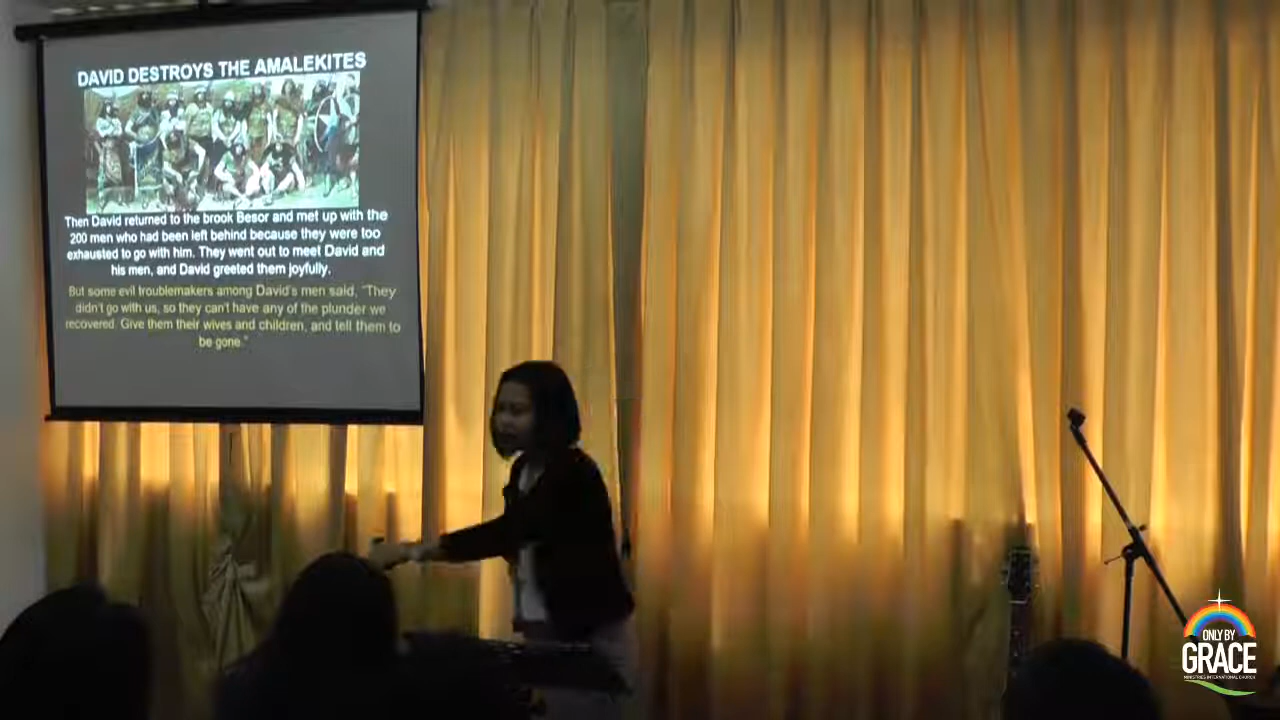 DAVID DESTROYS THE AMALEKITES
Then David returned to the brook Besor and met up with the
200 men who had been left behind because they were too
exhausted to go with him. They went out to meet David and
his men, and David greeted them joyfully.
But some evil troublemakers among David's men said, "They
didn't go with us, so they can't have any of the plunder we
recovered. Give them their wives and children, and tell them to
be gone."
ONLY BY
GRACE
MINISTRIES INTERNATIONAL CHURCH